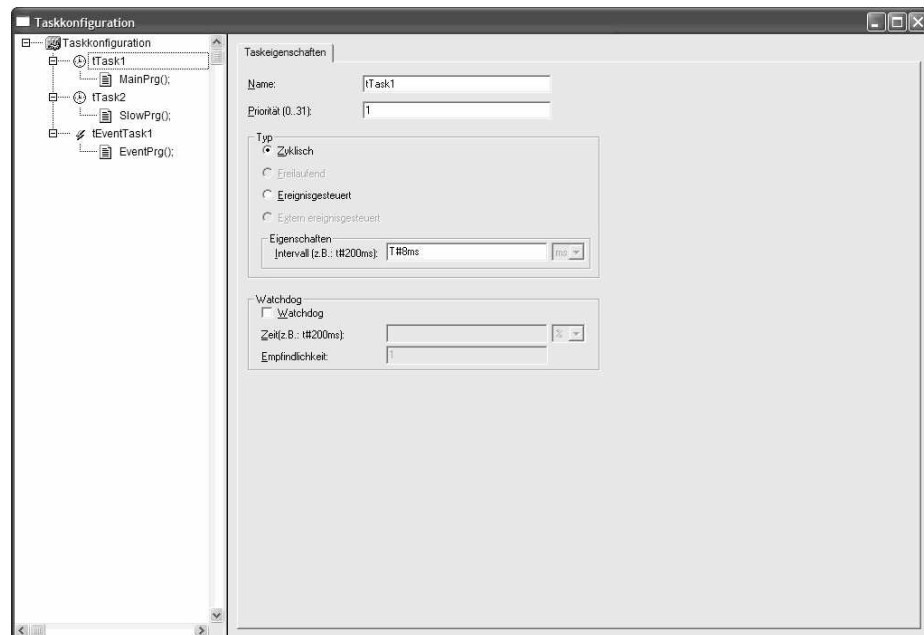 Taskkonfiguration
Taskkonfiguration
tTask1
MainPrg();
tTask2
SlowPrg();
tEventTask1
EventPrg();
Taskeigenschaften
Name: tTask1
Priorität (0..31): 1
Typ
Zyklisch
Freilaufend
Ereignisgesteuert
Extern ereignisgesteuert
Eigenschaften
Intervall (z.B.: t#200ms): T#8ms ms
Watchdog
Watchdog
Zeit(z.B.: t#200ms): %
Empfindlichkeit: 1